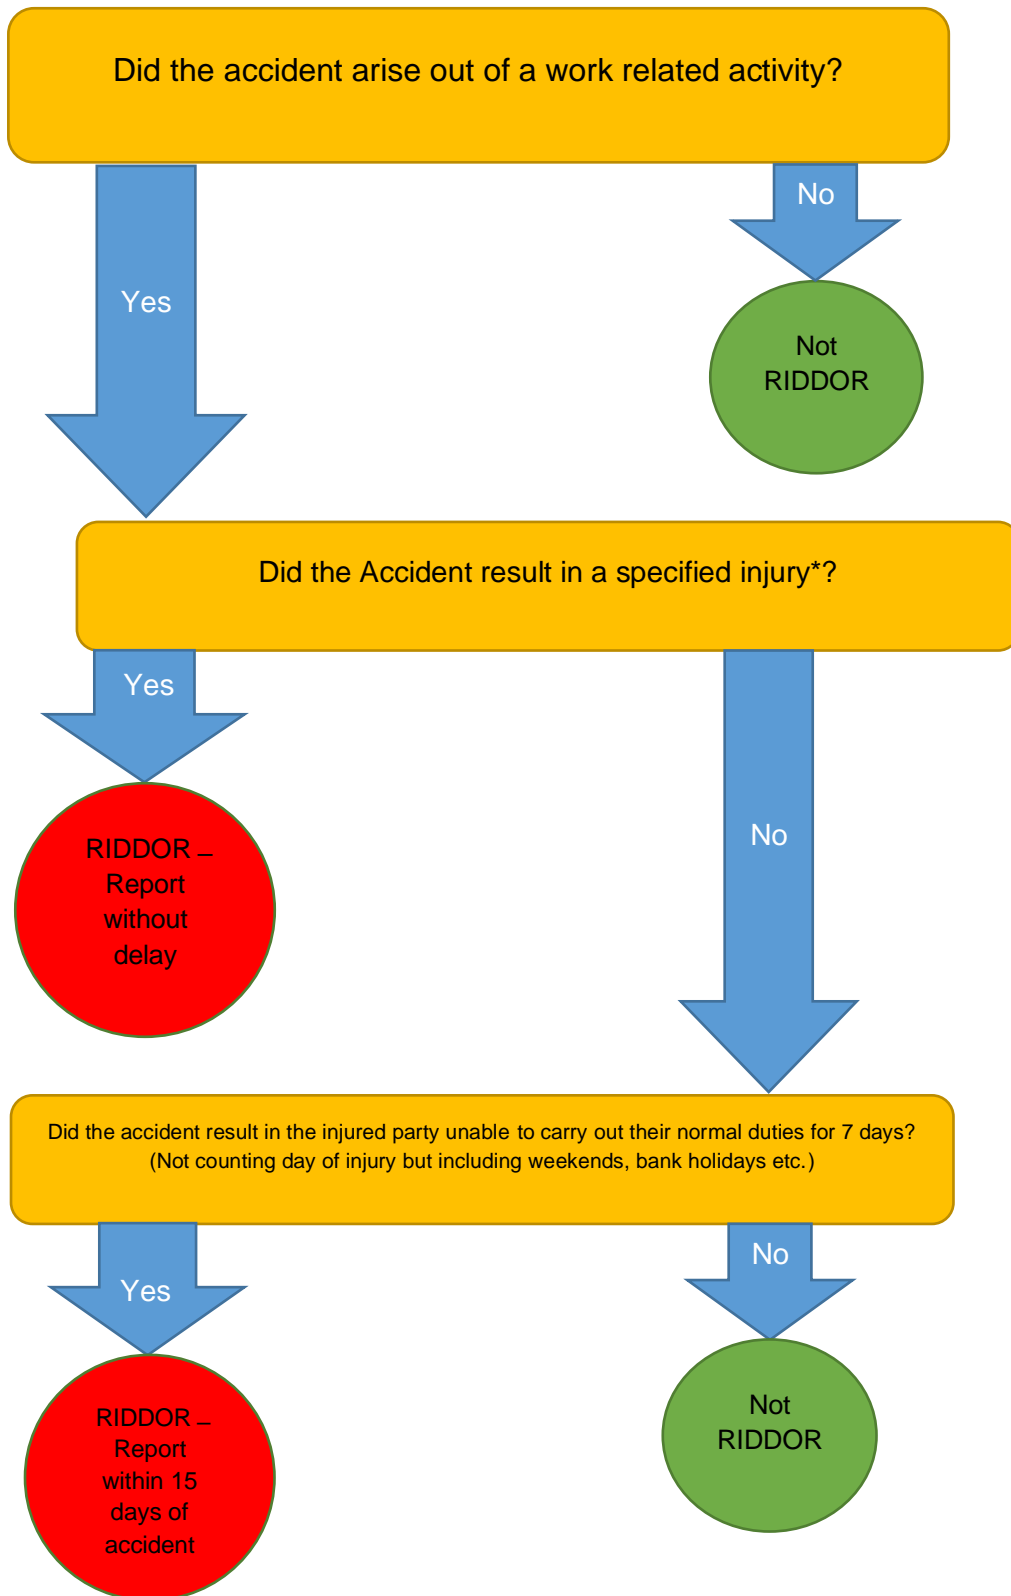 Did the accident arise out of a work related activity?
No
Yes
Not
RIDDOR
Did the Accident result in a specified injury*?
Yes
No
RIDDOR –
Report
without
delay
Did the accident result in the injured party unable to carry out their normal duties for 7 days?
(Not counting day of injury but including weekends, bank holidays etc.)
Yes
No
RIDDOR –
Report
within 15
days of
accident
Not
RIDDOR